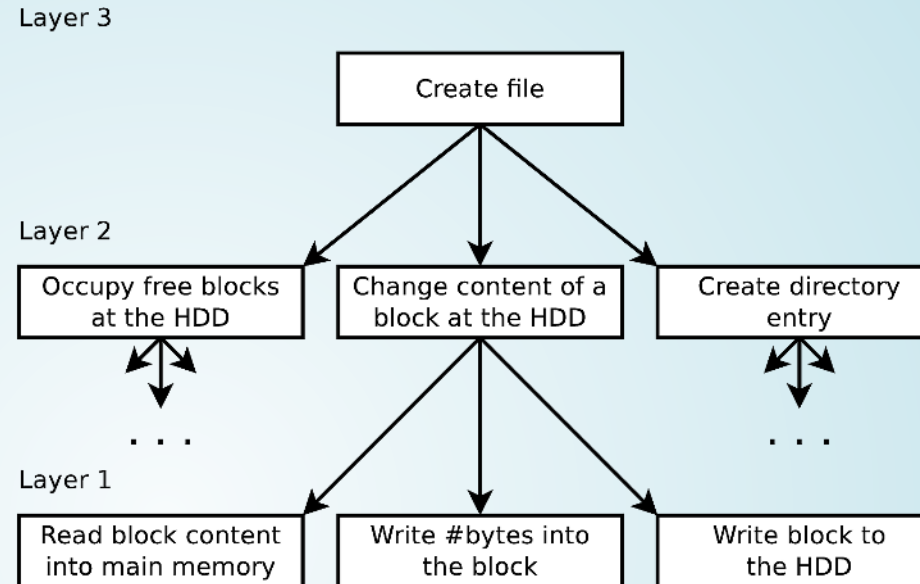 Layer 3
Create file
Layer 2
Occupy free blocks
at the HDD
Change content of a
block at the HDD
Create directory
entry
. . .
. . .
Layer 1
Read block content
into main memory
Write #bytes into
the block
Write block to
the HDD